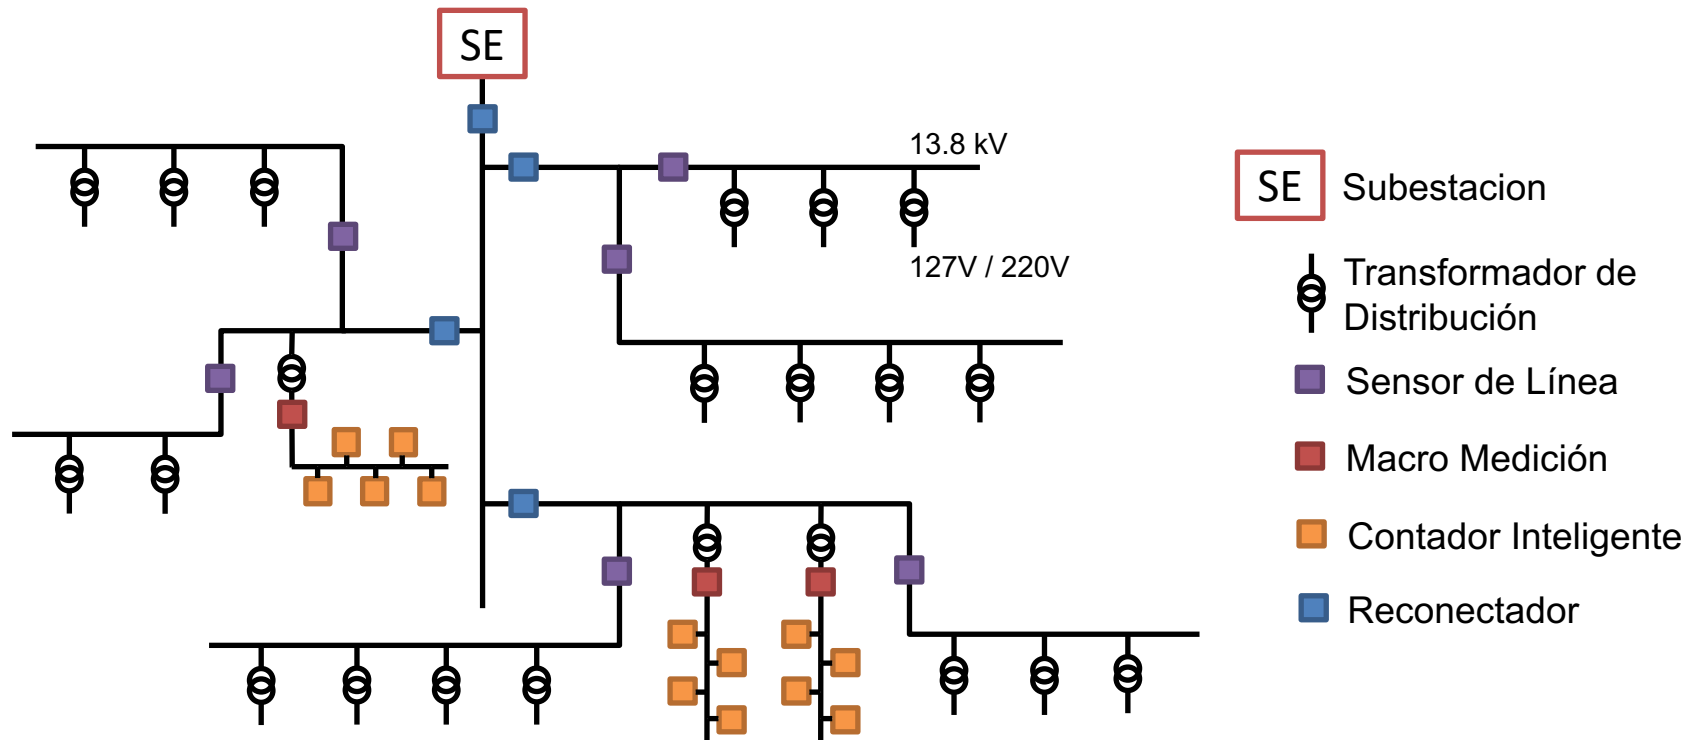 SE
13.8 kV
127V / 220V
SE
Subestacion
Transformador de
Distribución
Sensor de Línea
Macro Medición
Contador Inteligente
Reconectador